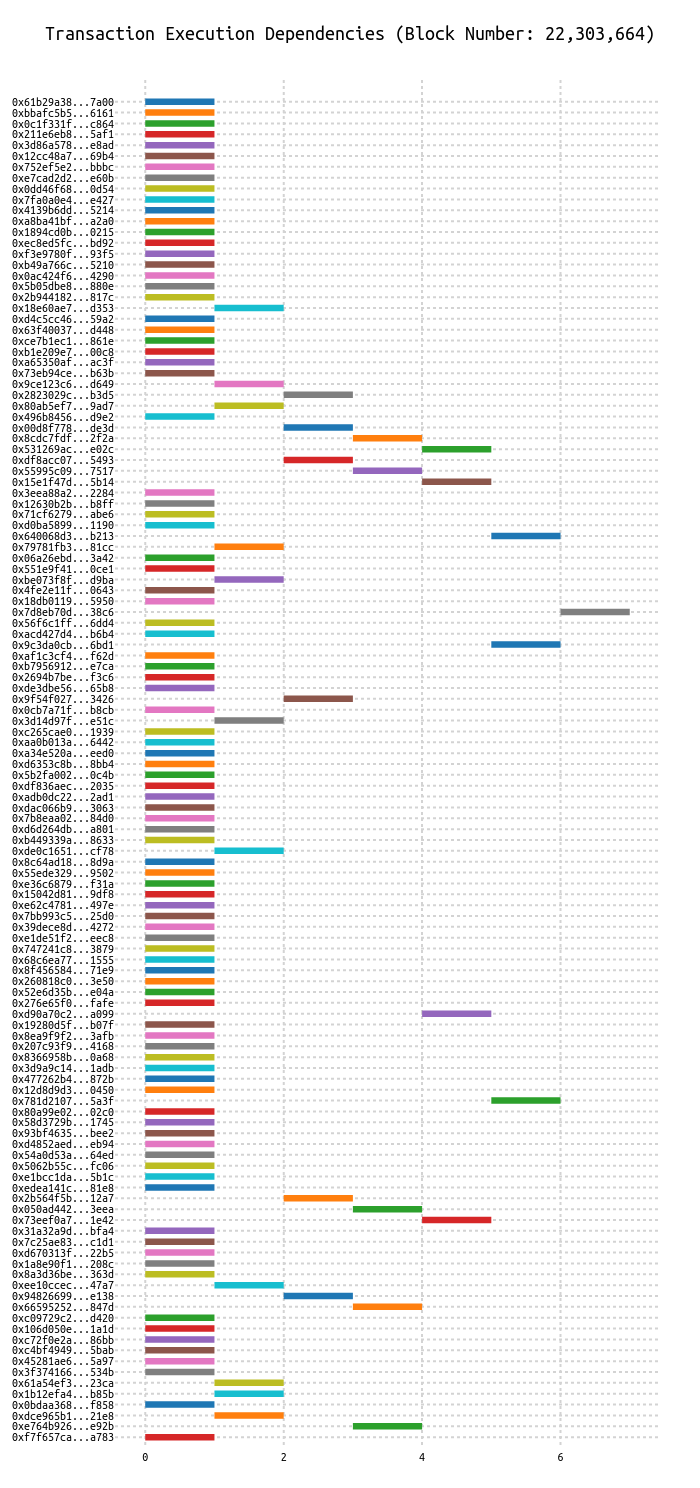 Transaction Execution Dependencies (Block Number: 22,303,664)
0x61b29a38...7a00
0xbbafc5b5...6161
0x0c1f331f...c864
0x211e6eb8...5af1
0x3d86a578...e8ad
0x12cc48a7...69b4
0x752ef5e2...bbbc
0xe7cad2d2...e60b
0x0dd46f68...0d54
0x7fa0a0e4...e427
0x4139b6dd...5214
0xa8ba41bf...a2a0
0x1894cd0b...0215
0xec8ed5fc...bd92
0xf3e9780f...93f5
0xb49a766c...5210
0x0ac424f6...4290
0x5b05dbe8...880e
0x2b944182...817c
0x18e60ae7...d353
0xd4c5cc46...59a2
0x63f40037...d448
0xce7b1ec1...861e
0xb1e209e7...00c8
0xa65350af...ac3f
0x73eb94ce...b63b
0x9ce123c6...d649
0x2823029c...b3d5
0x80ab5ef7...9ad7
0x496b8456...d9e2
0x00d8f778...de3d
0x8cdc7fdf...2f2a
0x531269ac...e02c
0xdf8acc07...5493
0x55995c09...7517
0x15e1f47d...5b14
0x3eea88a2...2284
0x12630b2b...b8ff
0x71cf6279...abe6
0xd0ba5899...1190
0x640068d3...b213
0x79781fb3...81cc
0x06a26ebd...3a42
0x551e9f41...0ce1
0xbe073f8f...d9ba
0x4fe2e11f...0643
0x18db0119...5950
0x7d8eb70d...38c6
0x56f6c1ff...6dd4
0xacd427d4...b6b4
0x9c3da0cb...6bd1
0xaf1c3cf4...f62d
0xb7956912...e7ca
0x2694b7be...f3c6
0xde3dbe56...65b8
0x9f54f027...3426
0x0cb7a71f...b8cb
0x3d14d97f...e51c
0xc265cae0...1939
0xaa0b013a...6442
0xa34e520a...eed0
0xd6353c8b...8bb4
0x5b2fa002...0c4b
0xdf836aec...2035
0xadb0dc22...2ad1
0xdac066b9...3063
0x7b8eaa02...84d0
0xd6d264db...a801
0xb449339a...8633
0xde0c1651...cf78
0x8c64ad18...8d9a
0x55ede329...9502
0xe36c6879...f31a
0x15042d81...9df8
0xe62c4781...497e
0x7bb993c5...25d0
0x39dece8d...4272
0xe1de51f2...eec8
0x747241c8...3879
0x68c6ea77...1555
0x8f456584...71e9
0x260818c0...3e50
0x52e6d35b...e04a
0x276e65f0...fafe
0xd90a70c2...a099
0x19280d5f...b07f
0x8ea9f9f2...3afb
0x207c93f9...4168
0x8366958b...0a68
0x3d9a9c14...1adb
0x477262b4...872b
0x12d8d9d3...0450
0x781d2107...5a3f
0x80a99e02...02c0
0x58d3729b...1745
0x93bf4635...bee2
0xd4852aed...eb94
0x54a0d53a...64ed
0x5062b55c...fc06
0xe1bcc1da...5b1c
0xedea141c...81e8
0x2b564f5b...12a7
0x050ad442...3eea
0x73eef0a7...1e42
0x31a32a9d...bfa4
0x7c25ae83...c1d1
0xd670313f...22b5
0x1a8e90f1...208c
0x8a3d36be...363d
0xee10ccec...47a7
0x94826699...e138
0x66595252...847d
0xc09729c2...d420
0x106d050e...1a1d
0xc72f0e2a...86bb
0xc4bf4949...5bab
0x45281ae6...5a97
0x3f374166...534b
0x61a54ef3...23ca
0x1b12efa4...b85b
0x0bdaa368...f858
0xdce965b1...21e8
0xe764b926...e92b
0xf7f657ca...a783
0 2 4 6